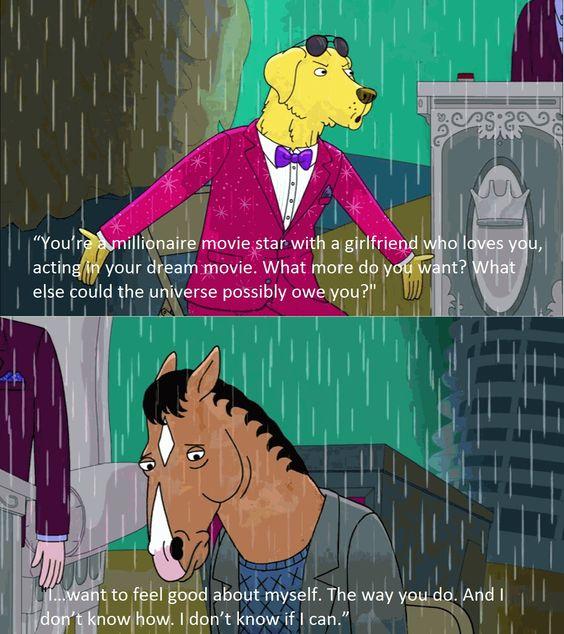 “You’re a millionaire movie star with a girlfriend who loves you,
acting in your dream movie. What more do you want? What
else could the universe possibly owe you?"
"I...want to feel good about myself. The way you do. And I
don’t know how. I don’t know if I can.”